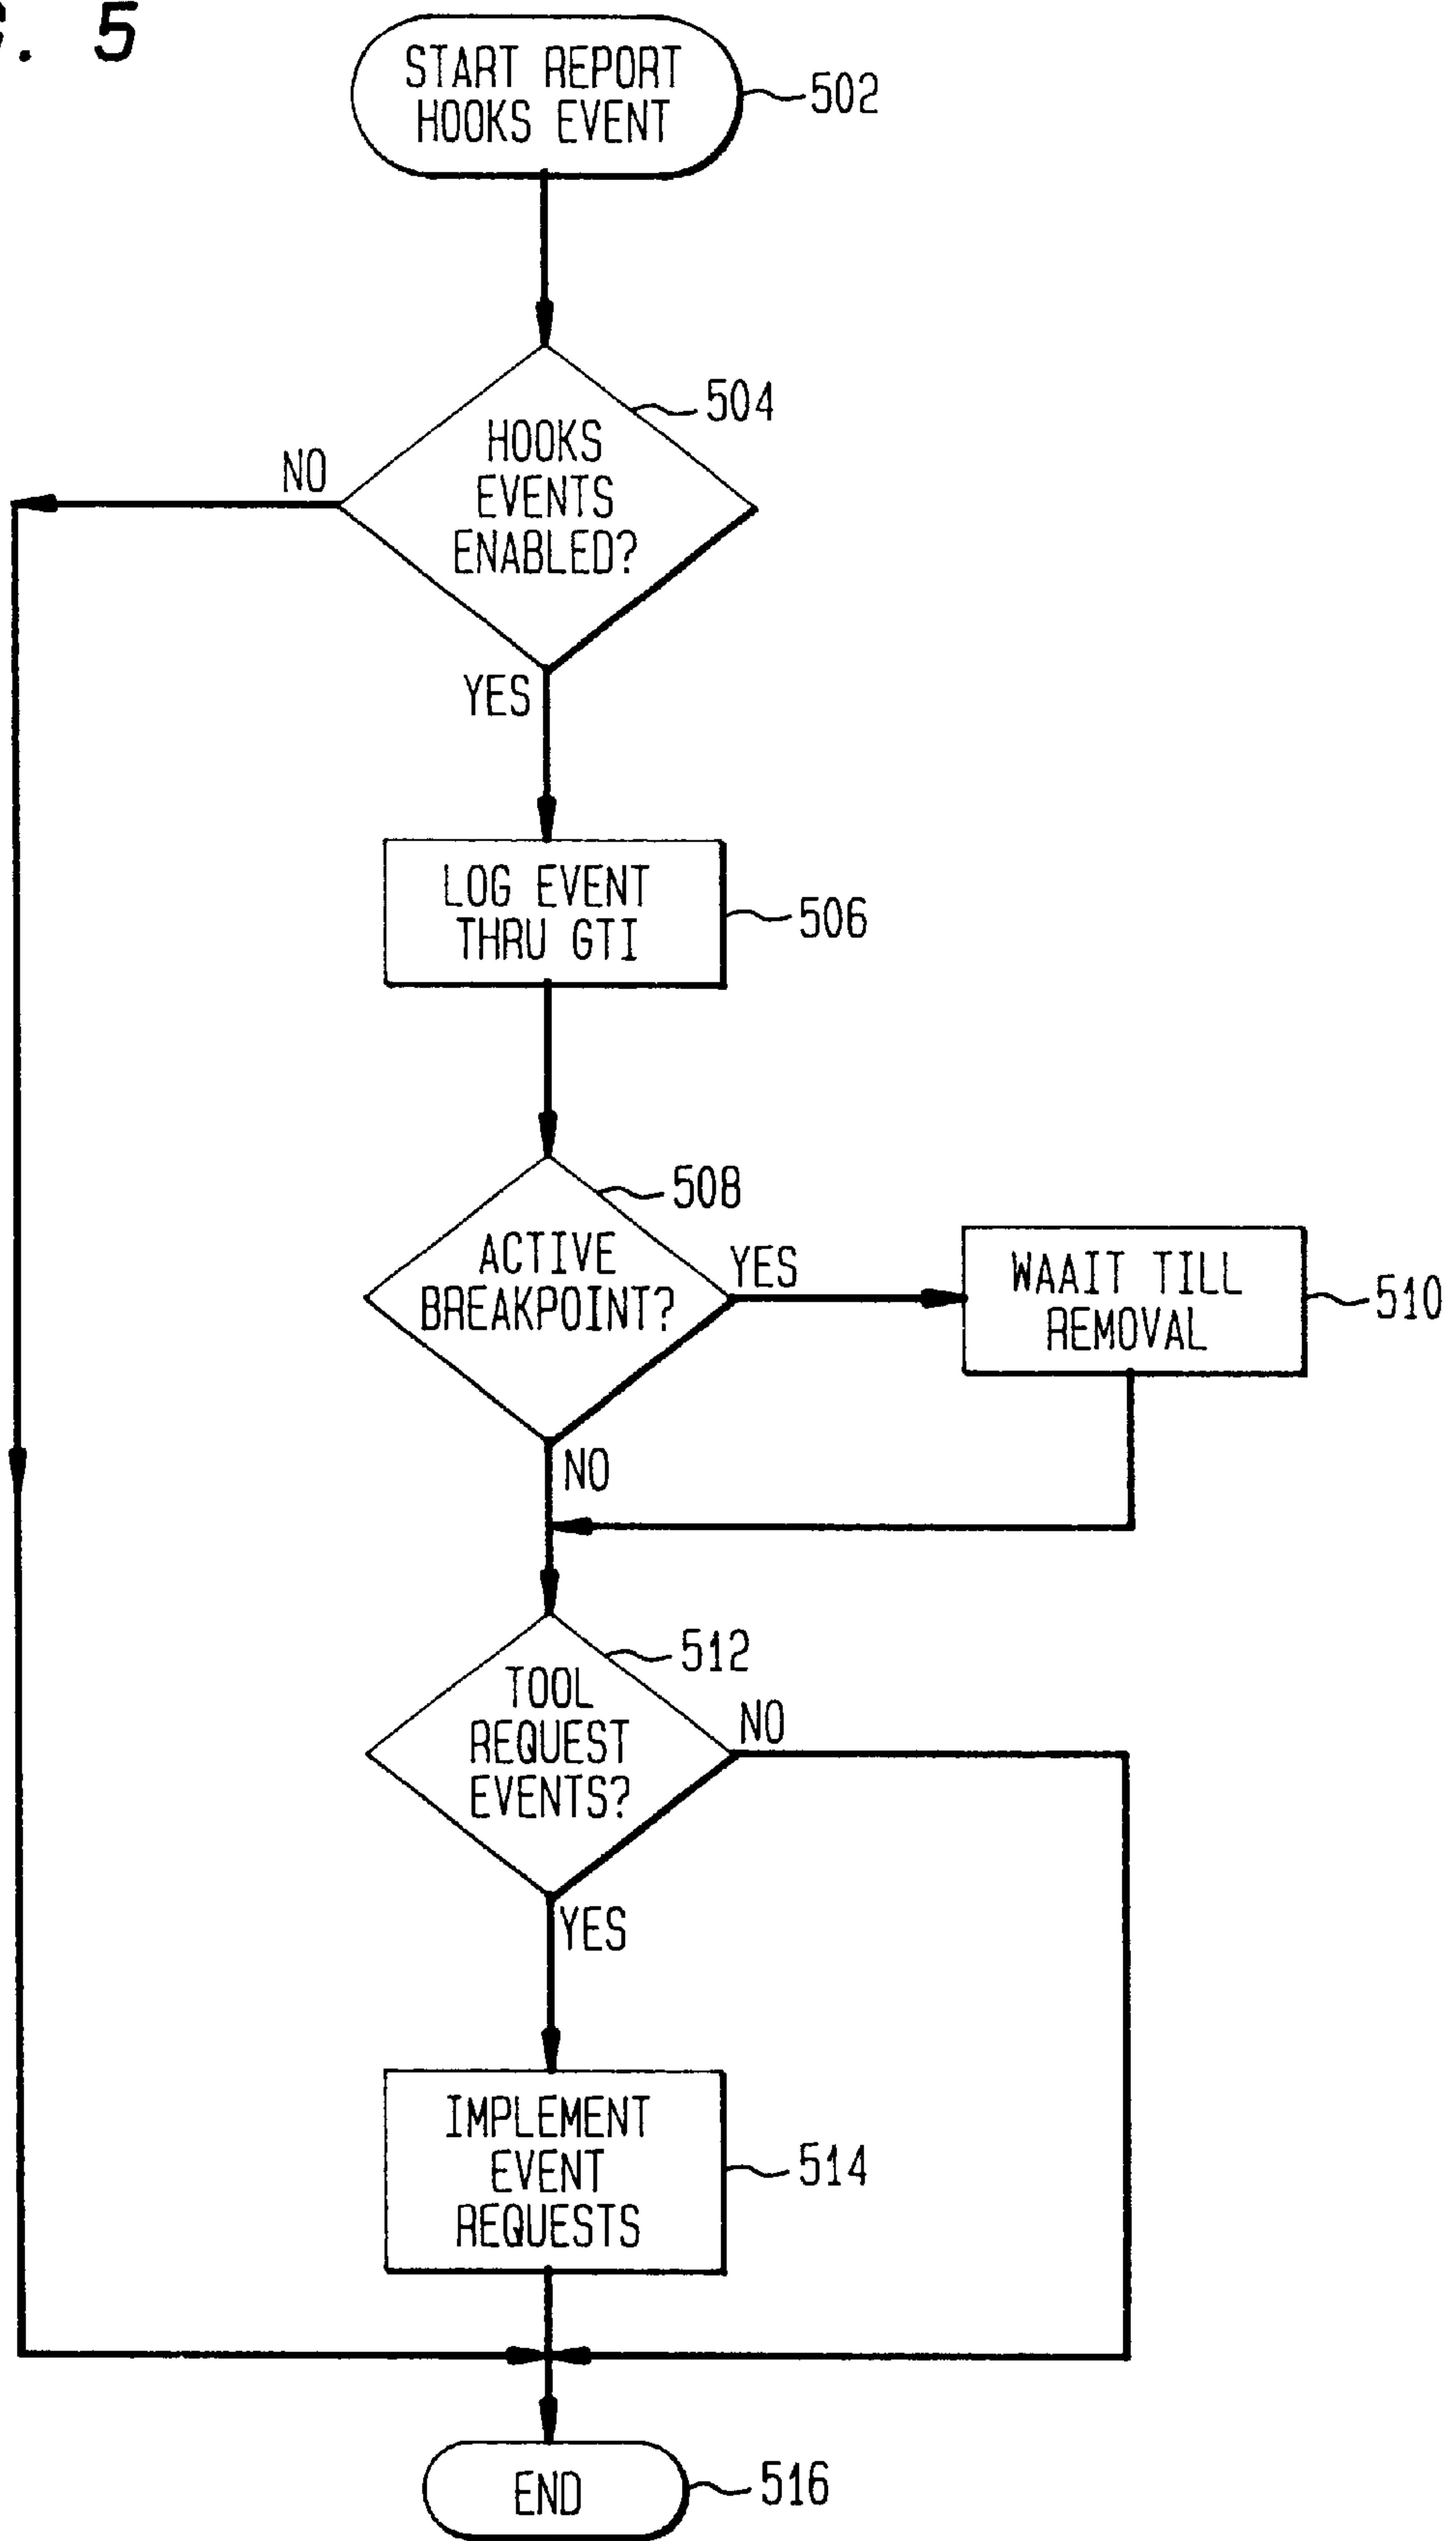 . 5
START REPORT
HOOKS EVENT
502
504
HOOKS
EVENTS
ENABLED?
NO
YES
LOG EVENT
THRU GTI
506
508
ACTIVE
BREAKPOINT?
YES
WAAIT TILL
REMOVAL
510
NO
512
TOOL
REQUEST
EVENTS?
NO
YES
IMPLEMENT
EVENT
REQUESTS
514
END
516